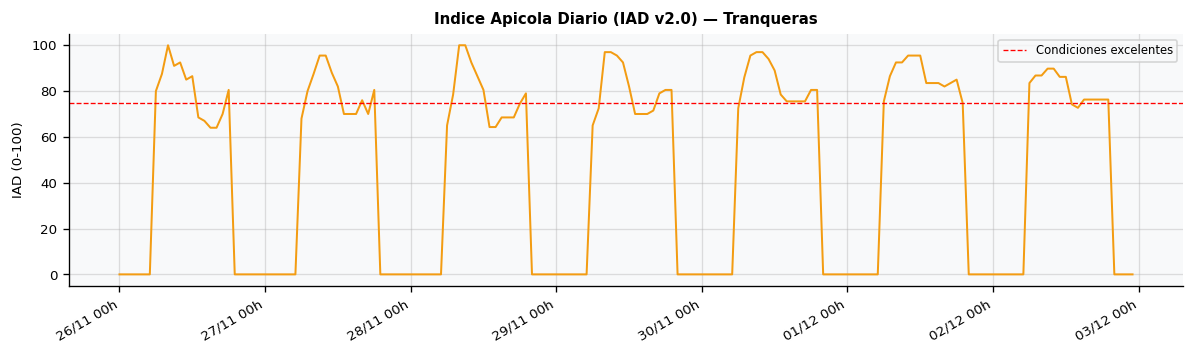 Indice Apicola Diario (IAD v2.0) — Tranqueras
Condiciones excelentes
IAD (0-100)
100
80
60
40
20
0
26/11 00h
27/11 00h
28/11 00h
29/11 00h
30/11 00h
01/12 00h
02/12 00h
03/12 00h